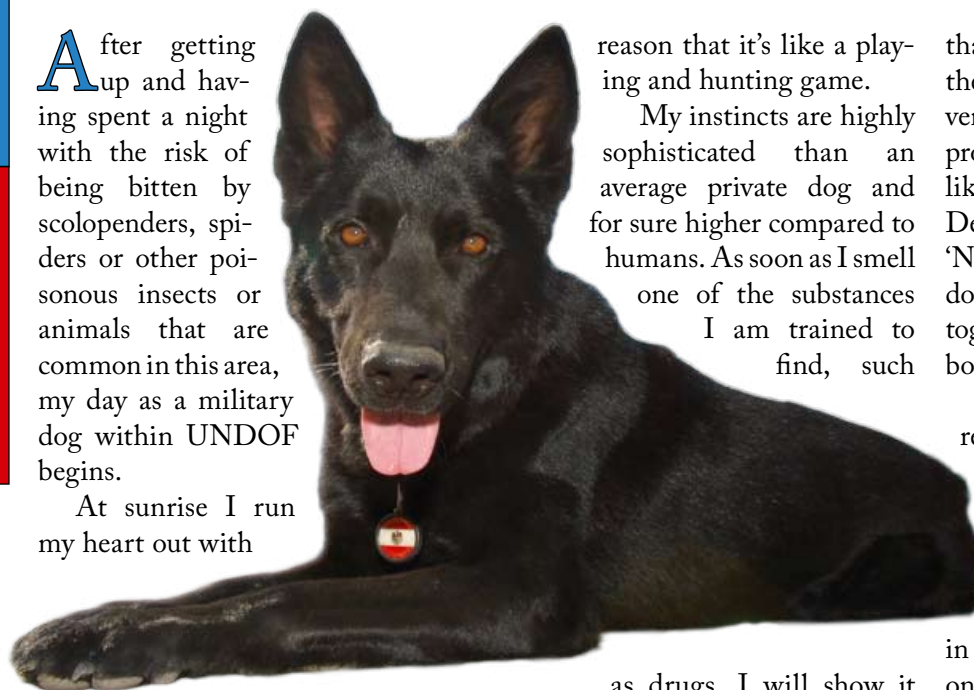 After getting
up and hav-
ing spent a night
with the risk of
being bitten by
scolopenders, spi-
ders or other poi-
sonous insects or
animals that are
common in this area,
my day as a military
dog within UNDOF
begins.
At sunrise I run
my heart out with
reason that it's like a play-
ing and hunting game.
My instincts are highly
sophisticated than an
average private dog and
for sure higher compared to
humans. As soon as I smell
one of the substances
I am trained to
find, such
as drugs, I will show it
in